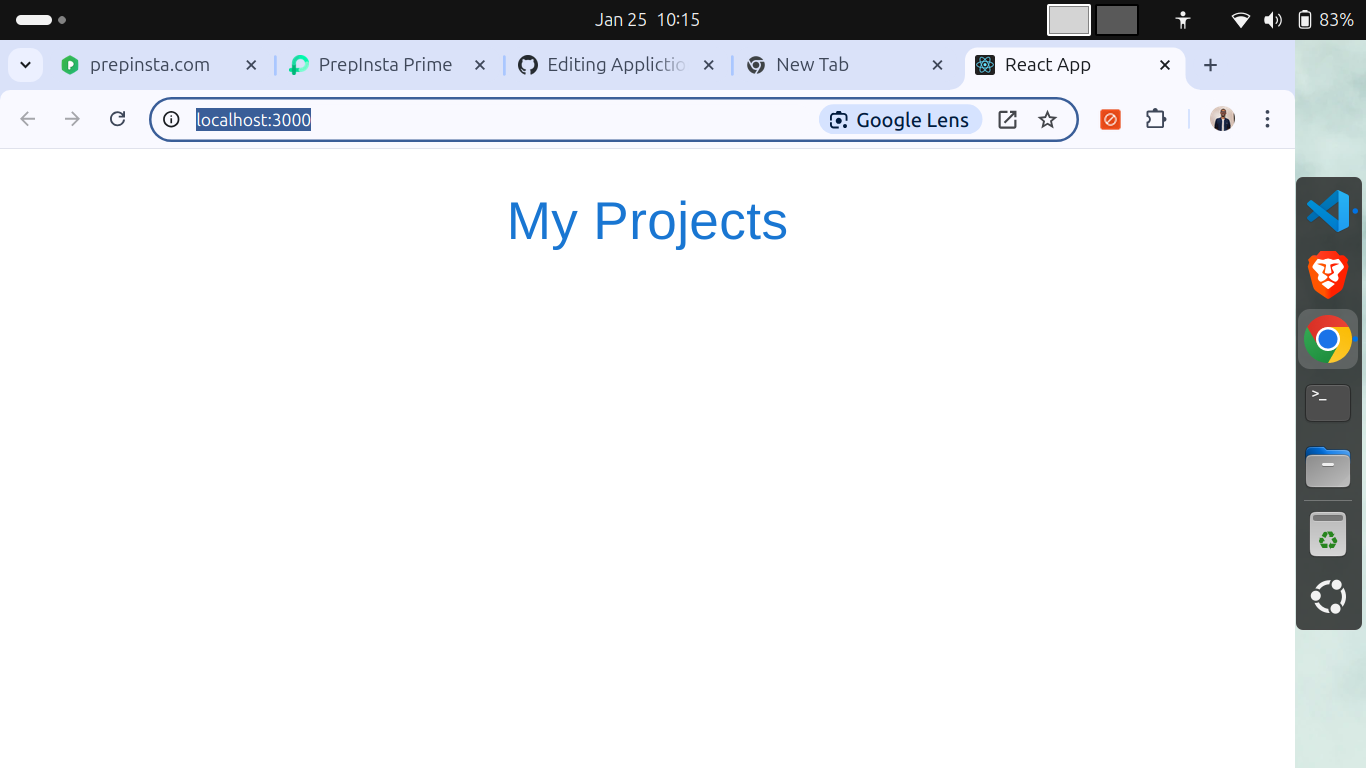 Jan 25 10:15
83%
prepinsta.com
PrepInsta Prime
Editing Applictio
New Tab
React App
localhost:3000
Google Lens
My Projects
>_